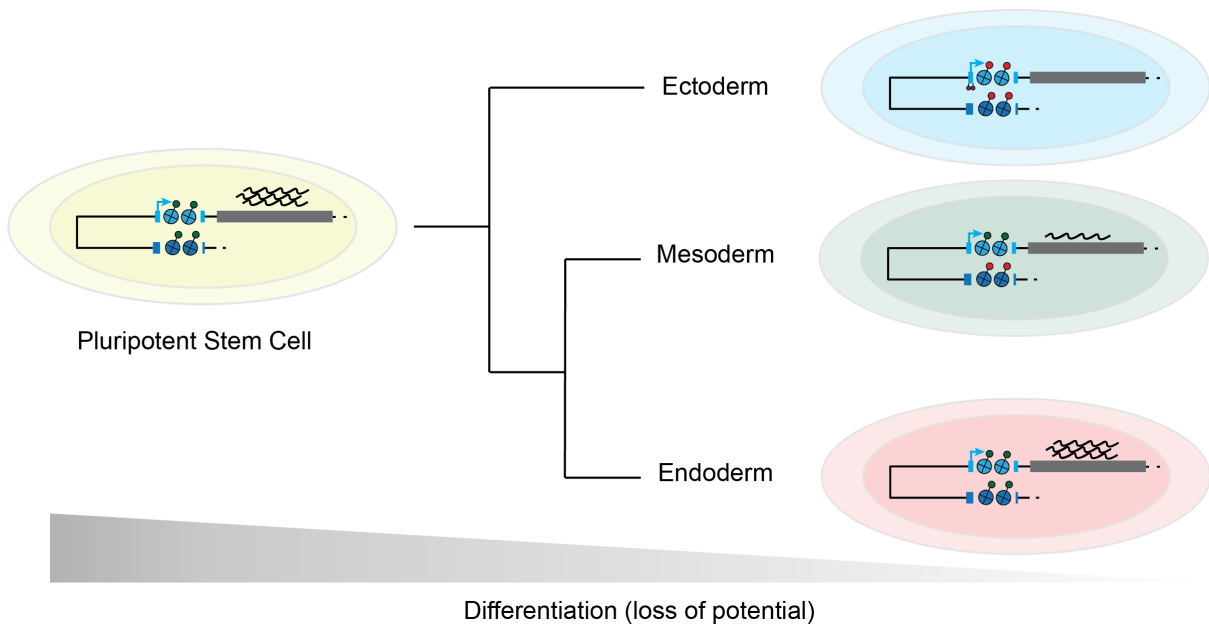 Ectoderm
Mesoderm
Pluripotent Stem Cell
Endoderm
Differentiation (loss of potential)